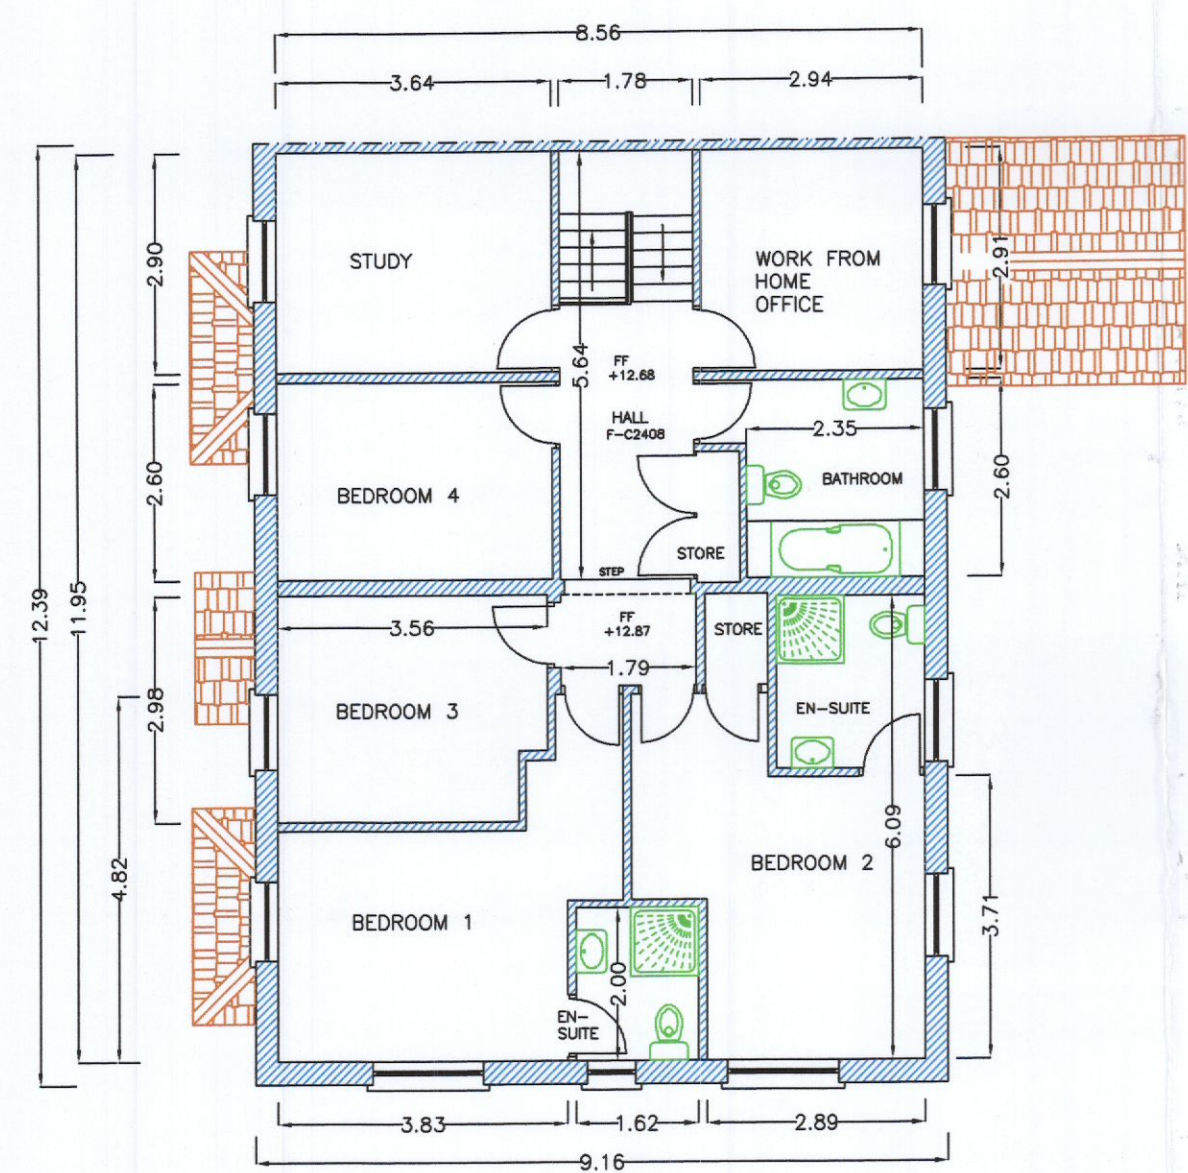 8.56
3.64 1.78 2.94
2.90
2.91
STUDY
WORK FROM
HOME
OFFICE
5.64
FF
+12.68
HALL
F-C2408
2.35
2.60
2.60
BEDROOM 4
BATHROOM
STORE
STEP
12.39
11.95
3.56
FF
+12.87
STORE
1.79
2.98
BEDROOM 3
EN-SUITE
4.82
6.09
BEDROOM 2
3.71
BEDROOM 1
2.00
EN-
SUITE
3.83 1.62 2.89
9.16